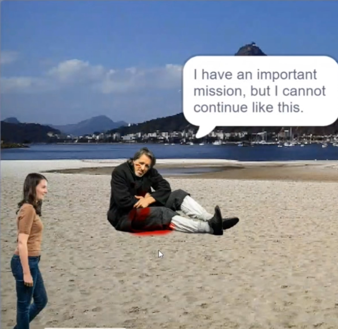 I have an important
mission, but I cannot
continue like this.